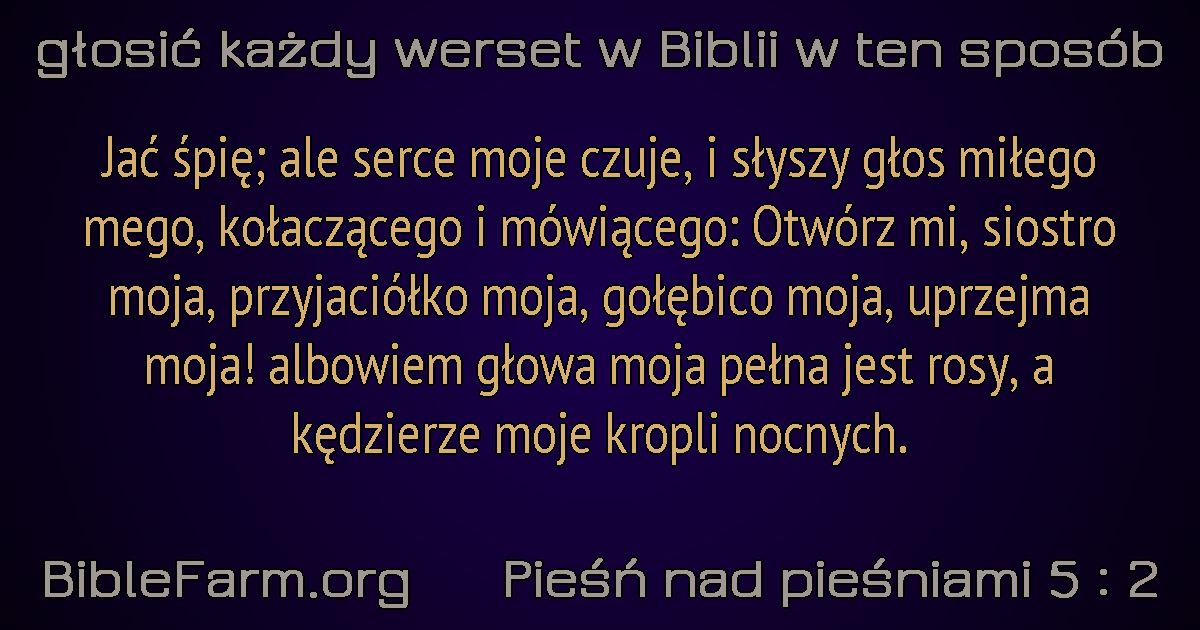 głosić każdy werset w Biblii w ten sposób
Jać śpię; ale serce moje czuje, i słyszy głos miłego
mego, kołaczącego i mówiącego: Otwórz mi, siostro
moja, przyjaciółko moja, gołębico moja, uprzejma
moja! albowiem głowa moja pełna jest rosy, a
kędzierze moje kropli nocnych.
BibleFarm.org Pieśń nad pieśniami 5 : 2